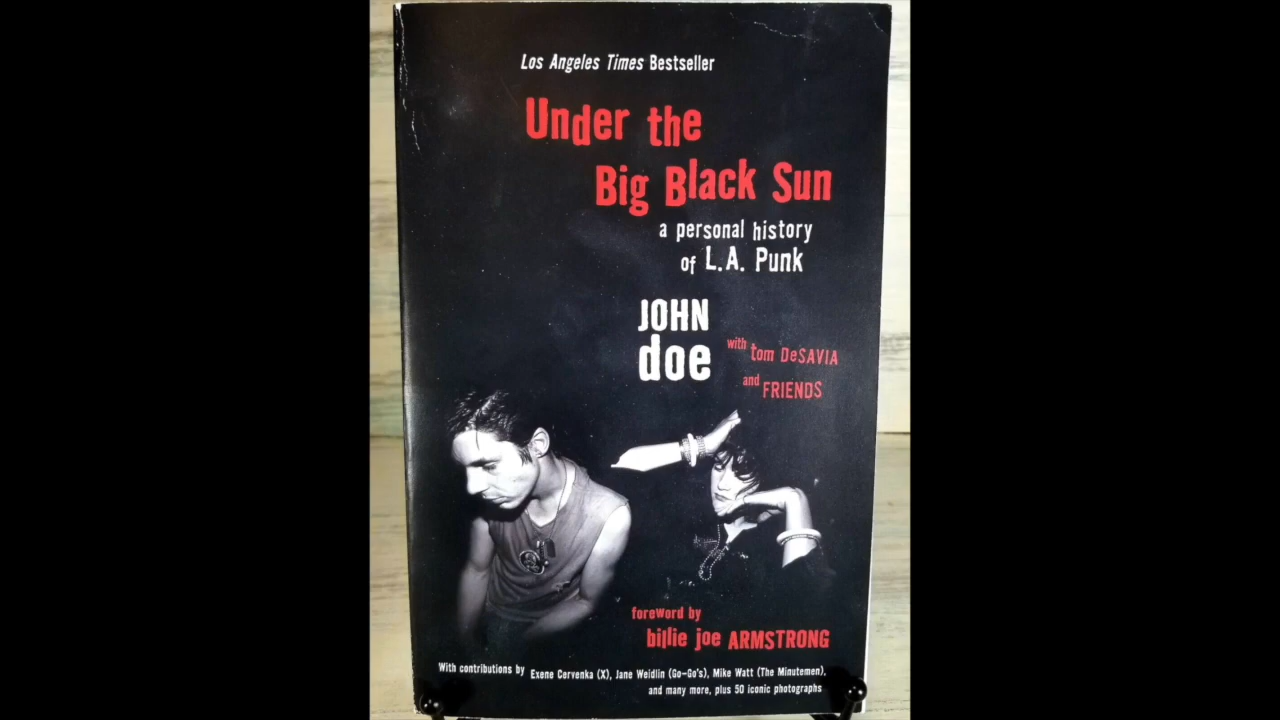 Los Angeles Times Bestseller
Under the
Big Black Sun
a personal history
of L.A. Punk
JOHN
doe
with tom DeSAVIA
and FRIENDS
foreword by
billie joe ARMSTRONG
With contributions by Exene Cervenka (X), Jane Weidlin (Go-Go's), Mike Watt (The Minutemen),
and many more, plus 50 iconic photographs